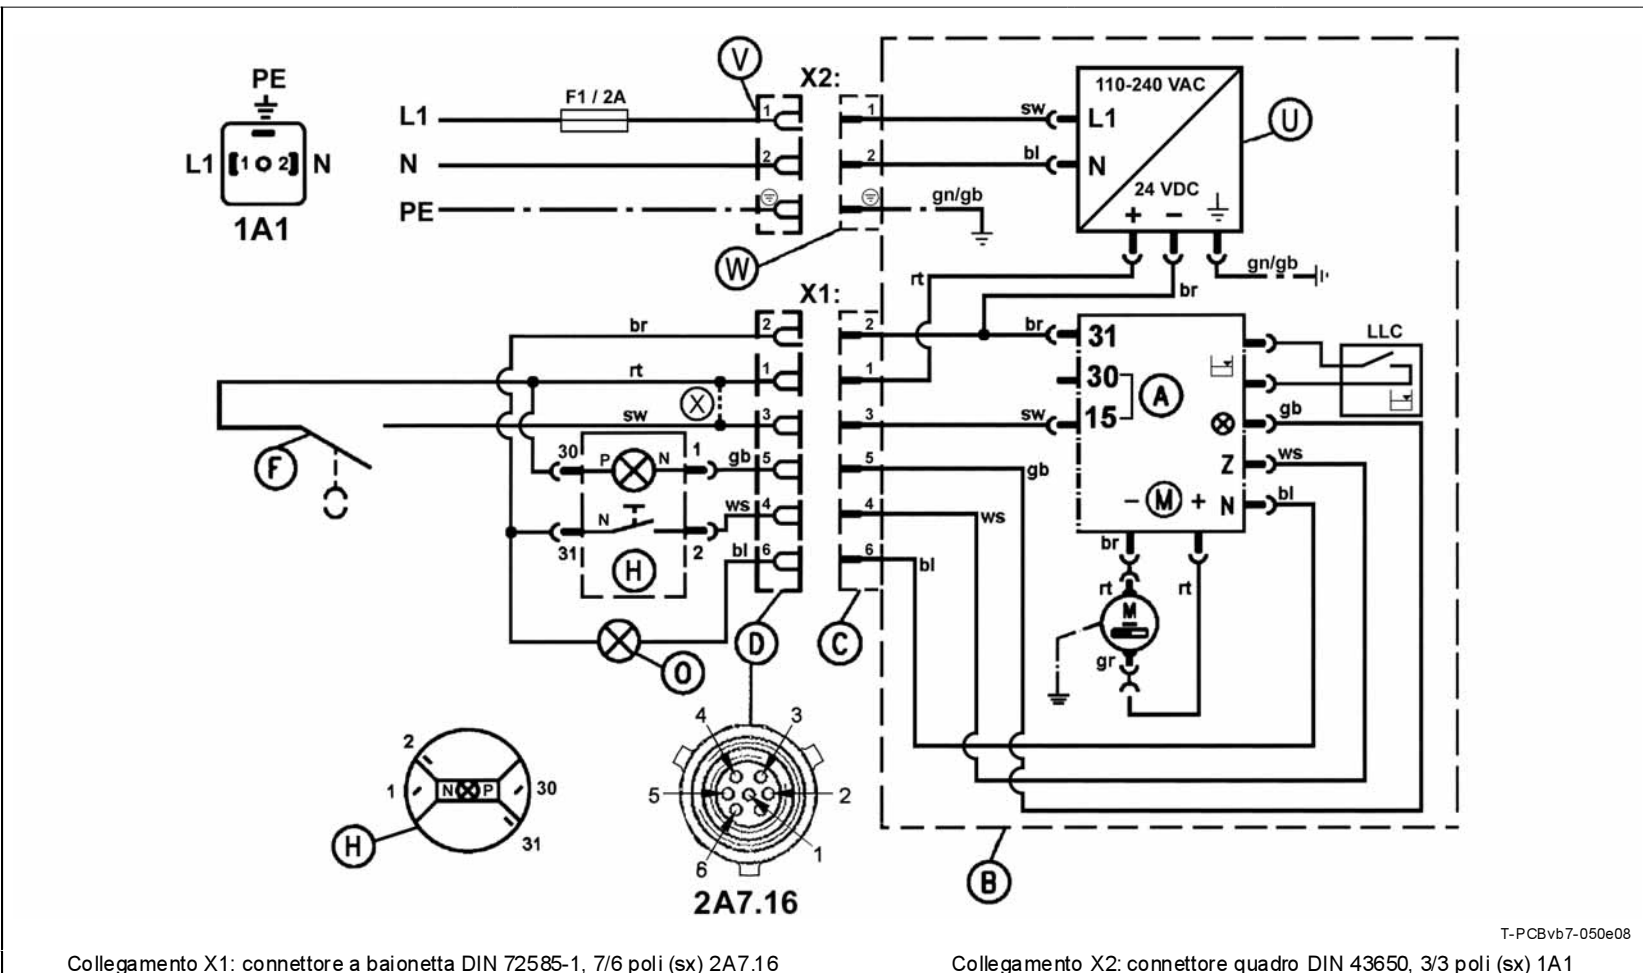 PE
L1 1 2 N
1A1
L1
F1 / 2A
N
PE
V
X2:
1
2
1
2
W
sw
bl
gn/gb
110-240 VAC
L1
N
24 VDC
+ −
U
rt
br
gn/gb
X1:
br
rt
sw
X
F
2
1
3
5
4
6
2
1
3
5
4
6
30
P N
1
gb
N
31
2
ws
H
bl
O
D
C
br
31
30
15
sw
A
LLC
gb
Z
ws
N
bl
− M +
br
rt
rt
M
gr
gb
ws
bl
2
1
N P
30
31
H
4
3
5
2
6
1
2A7.16
B
T-PCBvb7-050e08
Collegamento X1: connettore a baionetta DIN 72585-1, 7/6 poli (sx) 2A7.16
Collegamento X2: connettore quadro DIN 43650, 3/3 poli (sx) 1A1